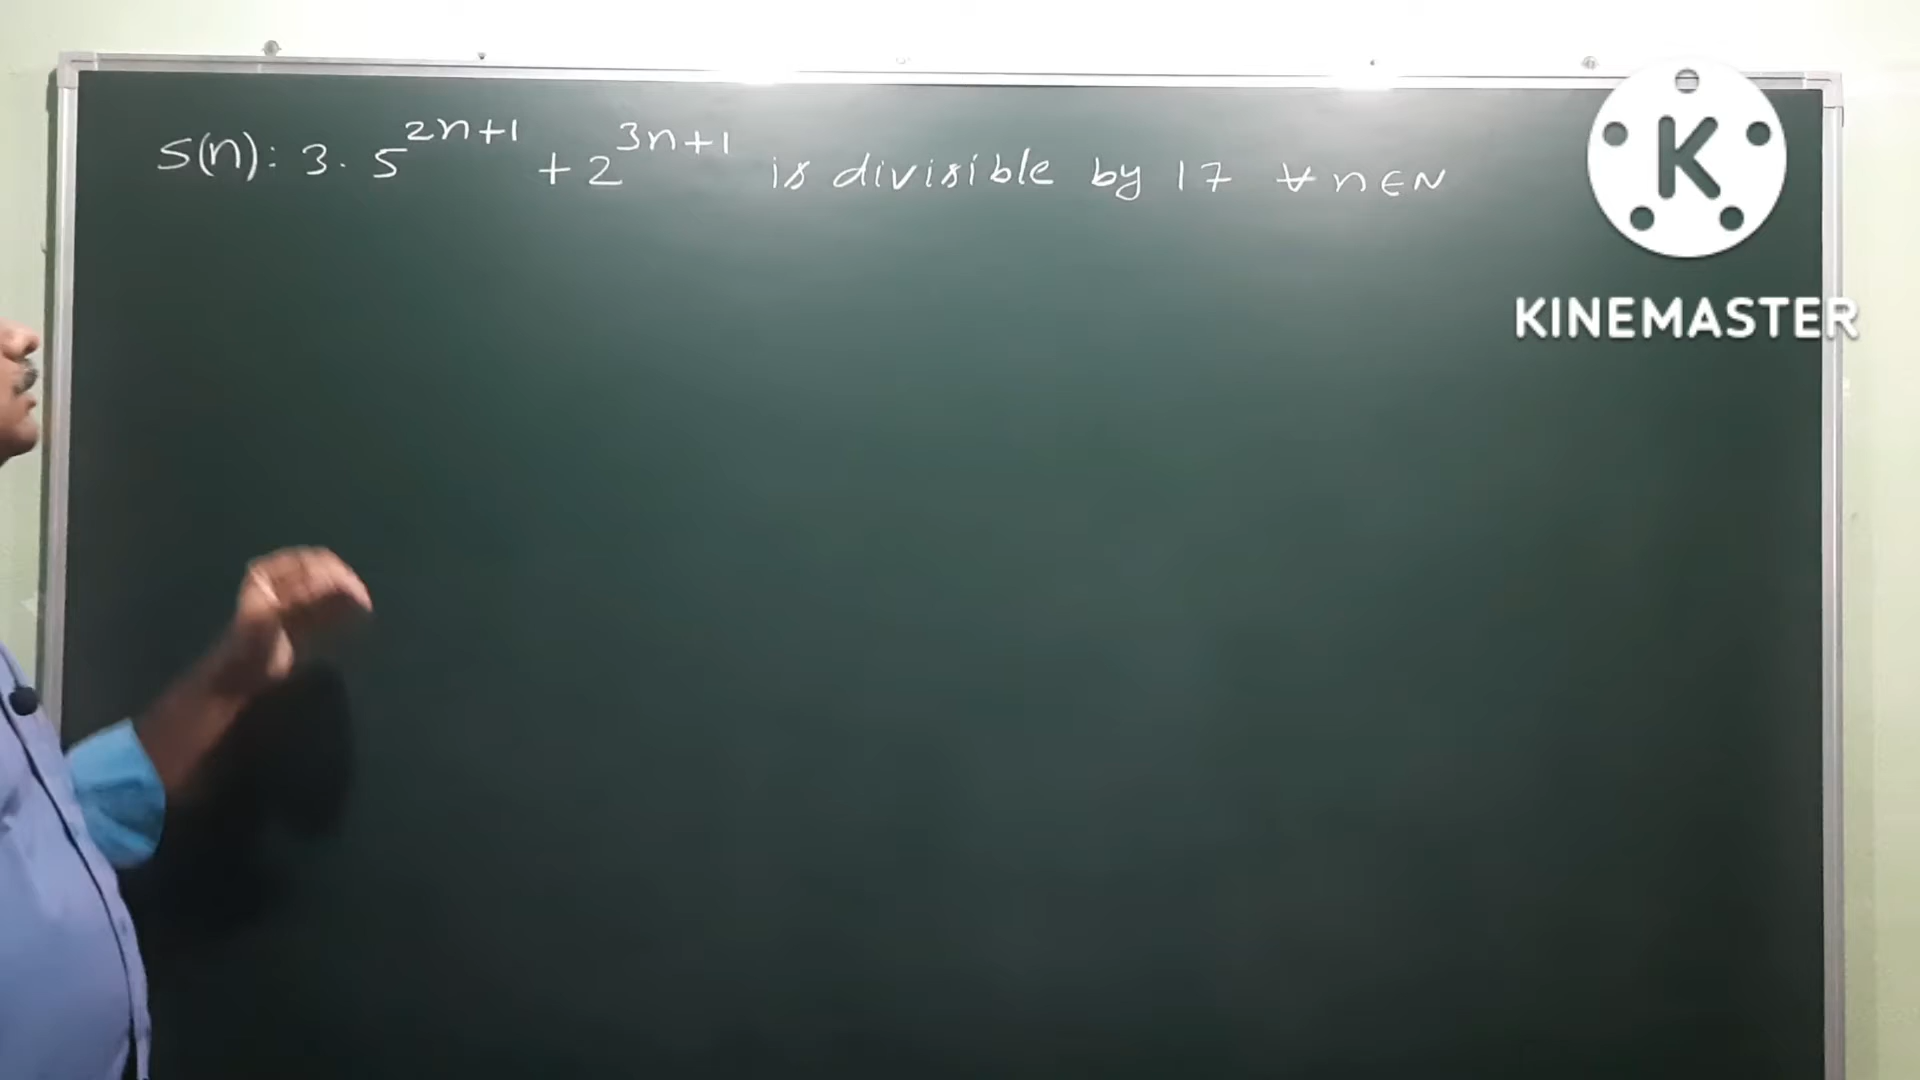 S(n): 3. 5^{2n+1} + 2^{3n+1} is divisible by 17 ∀ n ∈ N
K
KINEMASTER